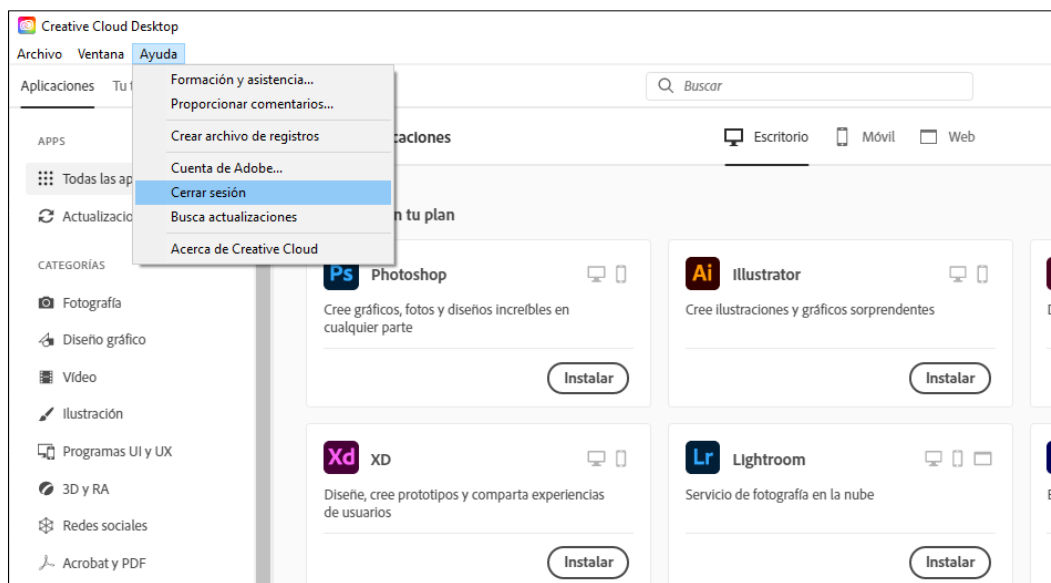 Creative Cloud Desktop
Archivo Ventana Ayuda
Aplicaciones
Buscar
Formación y asistencia...
Proporcionar comentarios...
Crear archivo de registros
Cuenta de Adobe...
Cerrar sesión
Busca actualizaciones
Acerca de Creative Cloud
APPS
Todas las
CATEGORÍAS
Fotografía
Diseño gráfico
Vídeo
Ilustración
Programas UI y UX
3D y RA
Redes sociales
Acrobat y PDF
Escritorio Móvil Web
n tu plan
Ps Photoshop
Cree gráficos, fotos y diseños increíbles en
cualquier parte
Instalar
Ai Illustrator
Cree ilustraciones y gráficos sorprendentes
Instalar
Xd XD
Diseñe, cree prototipos y comparta experiencias
de usuarios
Instalar
Lr Lightroom
Servicio de fotografía en la nube
Instalar